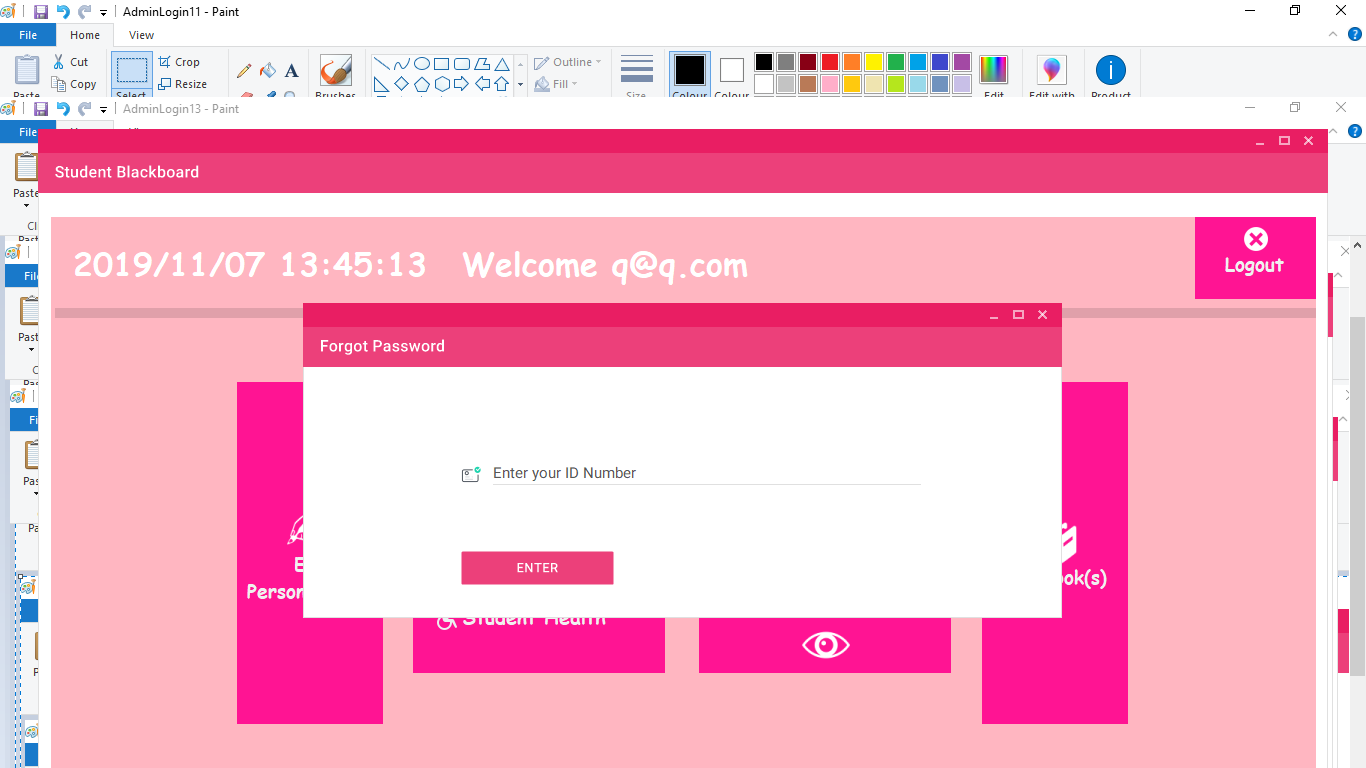 AdminLogin11 - Paint
File Home View
Cut
Copy
Paste
Select
Crop
Resize
A
Brushes
Outline
Fill
Size
Colour
Colour
Edit
Edit with
Product
AdminLogin13 - Paint
File
Paste
Student Blackboard
2019/11/07 13:45:13 Welcome q@q.com
Logout
Forgot Password
Enter your ID Number
ENTER
Student Health